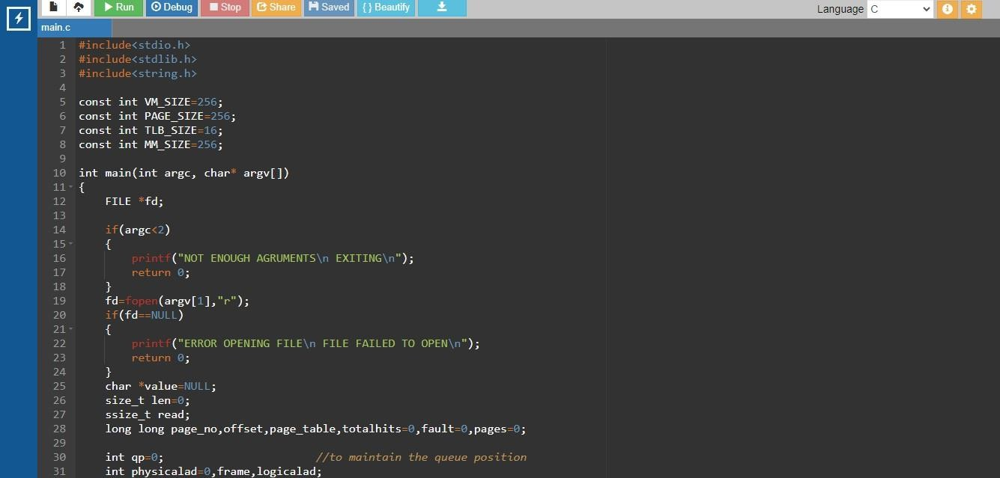 Run Debug Stop Share Saved { } Beautify Language C
main.c
1 #include<stdio.h>
2 #include<stdlib.h>
3 #include<string.h>
4
5 const int VM_SIZE=256;
6 const int PAGE_SIZE=256;
7 const int TLB_SIZE=16;
8 const int MM_SIZE=256;
9
10 int main(int argc, char* argv[])
11 {
12     FILE *fd;
13
14     if(argc<2)
15     {
16         printf("NOT ENOUGH AGRUMENTS\n EXITING\n");
17         return 0;
18     }
19     fd=fopen(argv[1],"r");
20     if(fd==NULL)
21     {
22         printf("ERROR OPENING FILE\n FILE FAILED TO OPEN\n");
23         return 0;
24     }
25     char *value=NULL;
26     size_t len=0;
27     ssize_t read;
28     long long page_no,offset,page_table,totalhits=0,fault=0,pages=0;
29
30     int qp=0;                       //to maintain the queue position
31     int physicalad=0,frame,logicalad;